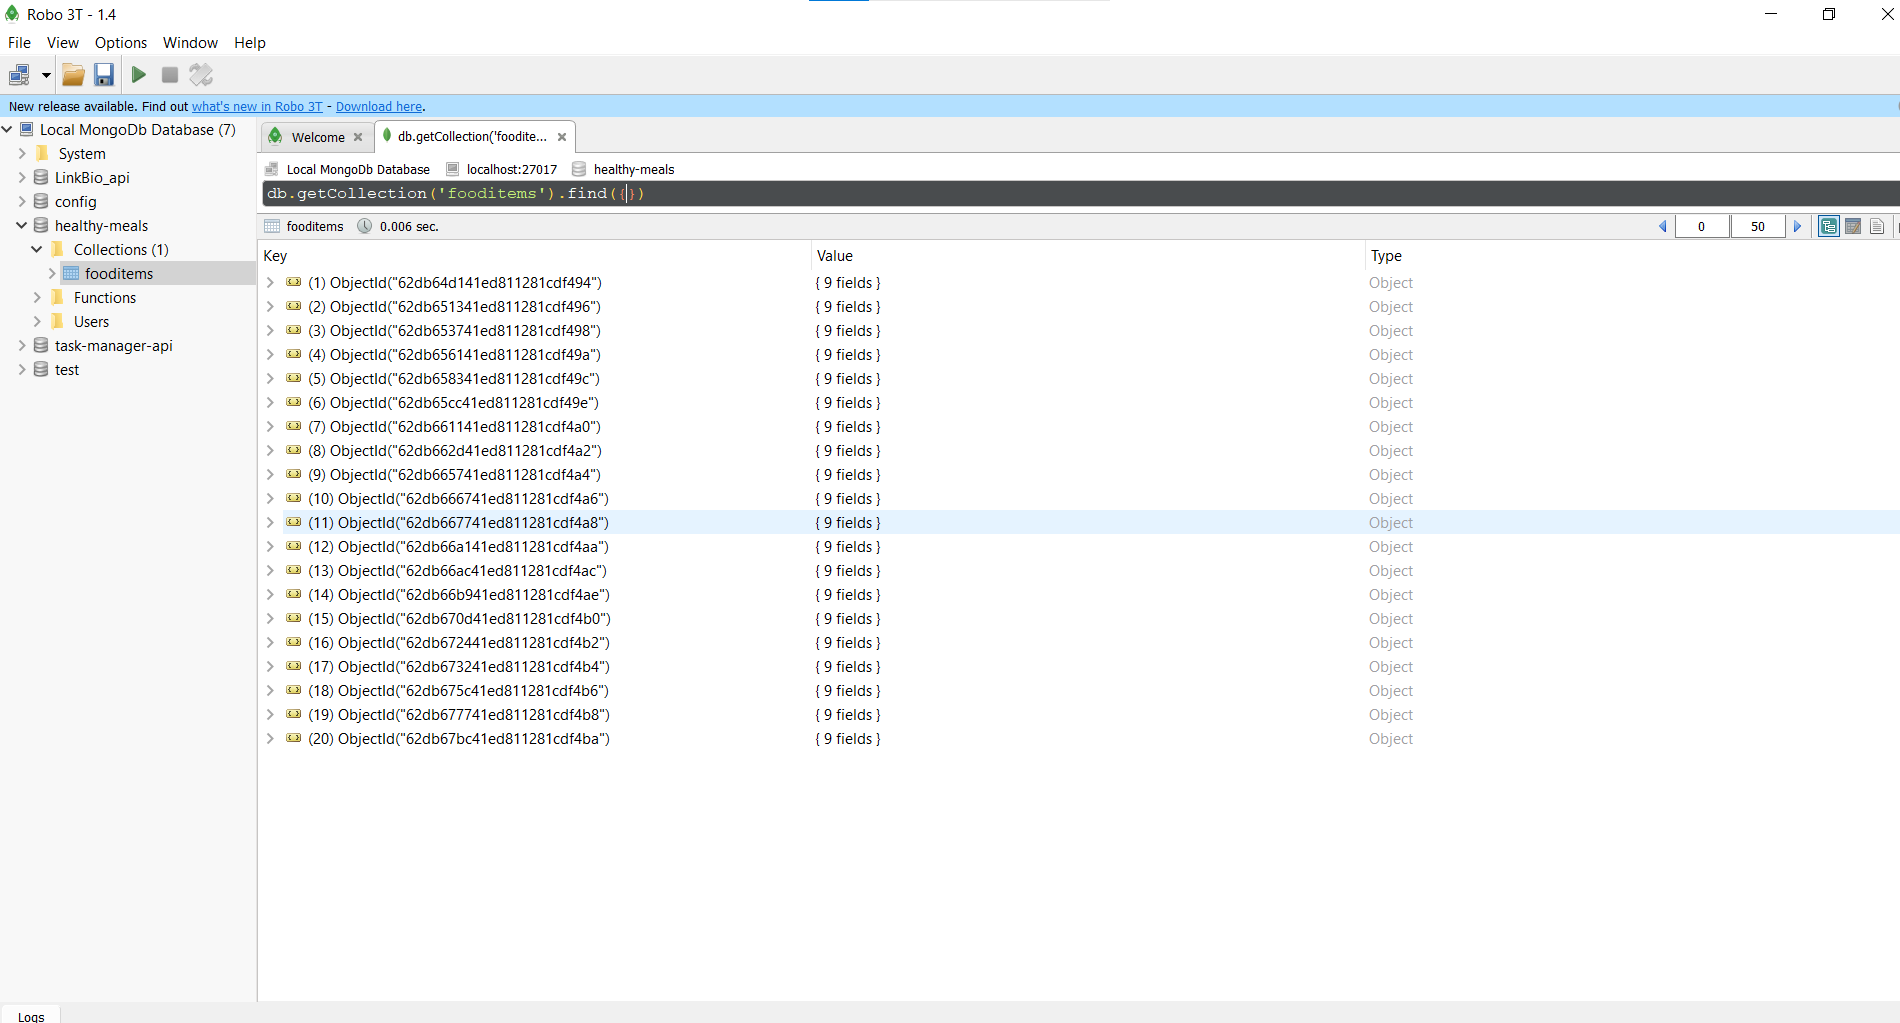 Robo 3T - 1.4
File View Options Window Help
New release available. Find out what's new in Robo 3T - Download here.
Local MongoDb Database (7)
System
LinkBio_api
config
healthy-meals
Collections (1)
fooditems
Functions
Users
task-manager-api
test
Welcome
db.getCollection('foodite...
Local MongoDb Database localhost:27017 healthy-meals
db.getCollection('fooditems').find({})
fooditems 0.006 sec. 0 50
Key Value Type
(1) ObjectId("62db64d141ed811281cdf494") { 9 fields } Object
(2) ObjectId("62db651341ed811281cdf496") { 9 fields } Object
(3) ObjectId("62db653741ed811281cdf498") { 9 fields } Object
(4) ObjectId("62db656141ed811281cdf49a") { 9 fields } Object
(5) ObjectId("62db658341ed811281cdf49c") { 9 fields } Object
(6) ObjectId("62db65cc41ed811281cdf49e") { 9 fields } Object
(7) ObjectId("62db661141ed811281cdf4a0") { 9 fields } Object
(8) ObjectId("62db662d41ed811281cdf4a2") { 9 fields } Object
(9) ObjectId("62db665741ed811281cdf4a4") { 9 fields } Object
(10) ObjectId("62db666741ed811281cdf4a6") { 9 fields } Object
(11) ObjectId("62db667741ed811281cdf4a8") { 9 fields } Object
(12) ObjectId("62db66a141ed811281cdf4aa") { 9 fields } Object
(13) ObjectId("62db66ac41ed811281cdf4ac") { 9 fields } Object
(14) ObjectId("62db66b941ed811281cdf4ae") { 9 fields } Object
(15) ObjectId("62db670d41ed811281cdf4b0") { 9 fields } Object
(16) ObjectId("62db672441ed811281cdf4b2") { 9 fields } Object
(17) ObjectId("62db673241ed811281cdf4b4") { 9 fields } Object
(18) ObjectId("62db675c41ed811281cdf4b6") { 9 fields } Object
(19) ObjectId("62db677741ed811281cdf4b8") { 9 fields } Object
(20) ObjectId("62db67bc41ed811281cdf4ba") { 9 fields } Object
Logs